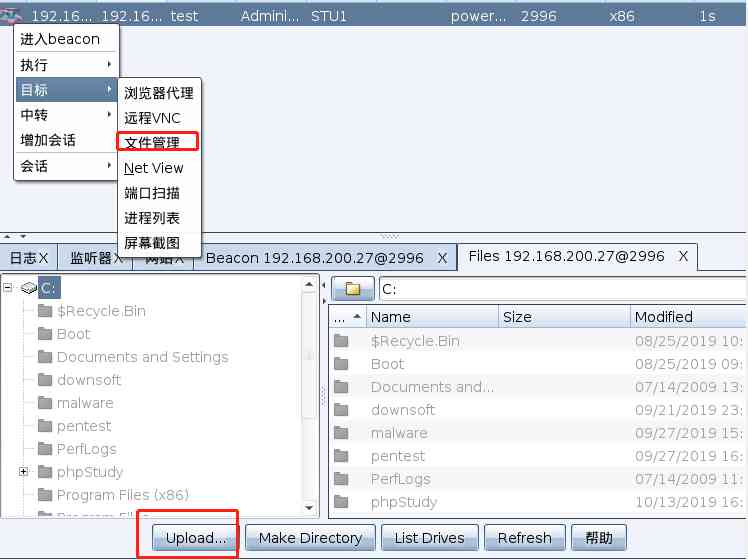 192.16... 192.16... test Admini... STU1 power... 2996 x86 1s
进入beacon
执行
目标
中转
增加会话
会话
浏览器代理
远程VNC
文件管理
Net View
端口扫描
进程列表
屏幕截图
日志X 监听器X 网站X Beacon 192.168.200.27@2996 X Files 192.168.200.27@2996 X
C:
$Recycle.Bin
Boot
Documents and Settings
downsoft
malware
pentest
PerfLogs
phpStudy
Program Files (x86)
C:
... Name Size Modified
$Recycle.Bin 08/25/2019 10:
Boot 08/25/2019 09:
Documents and... 07/14/2009 13:
downsoft 09/21/2019 23:
malware 09/27/2019 15:
pentest 09/27/2019 16:
PerfLogs 07/14/2009 11:
phpStudy 10/13/2019 16:
Upload... Make Directory List Drives Refresh 帮助